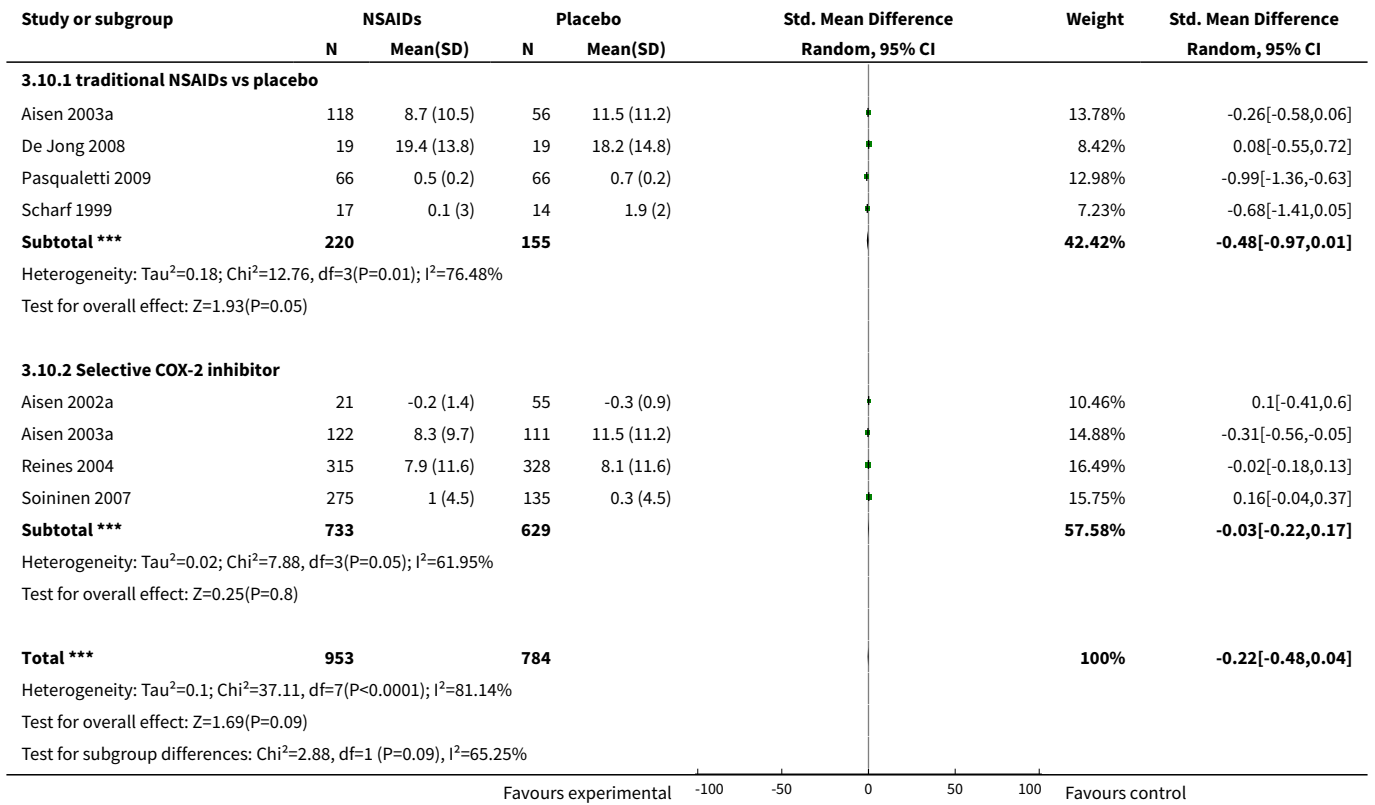 Study or subgroup NSAIDs Placebo Std. Mean Difference Weight Std. Mean Difference
N Mean(SD) N Mean(SD) Random, 95% CI Random, 95% CI
3.10.1 traditional NSAIDs vs placebo
Aisen 2003a 118 8.7 (10.5) 56 11.5 (11.2) 13.78% -0.26[-0.58,0.06]
De Jong 2008 19 19.4 (13.8) 19 18.2 (14.8) 8.42% 0.08[-0.55,0.72]
Pasqualetti 2009 66 0.5 (0.2) 66 0.7 (0.2) 12.98% -0.99[-1.36,-0.63]
Scharf 1999 17 0.1 (3) 14 1.9 (2) 7.23% -0.68[-1.41,0.05]
Subtotal *** 220 155 42.42% -0.48[-0.97,0.01]
Heterogeneity: Tau²=0.18; Chi²=12.76, df=3(P=0.01); I²=76.48%
Test for overall effect: Z=1.93(P=0.05)
3.10.2 Selective COX-2 inhibitor
Aisen 2002a 21 -0.2 (1.4) 55 -0.3 (0.9) 10.46% 0.1[-0.41,0.6]
Aisen 2003a 122 8.3 (9.7) 111 11.5 (11.2) 14.88% -0.31[-0.56,-0.05]
Reines 2004 315 7.9 (11.6) 328 8.1 (11.6) 16.49% -0.02[-0.18,0.13]
Soininen 2007 275 1 (4.5) 135 0.3 (4.5) 15.75% 0.16[-0.04,0.37]
Subtotal *** 733 629 57.58% -0.03[-0.22,0.17]
Heterogeneity: Tau²=0.02; Chi²=7.88, df=3(P=0.05); I²=61.95%
Test for overall effect: Z=0.25(P=0.8)
Total *** 953 784 100% -0.22[-0.48,0.04]
Heterogeneity: Tau²=0.1; Chi²=37.11, df=7(P<0.0001); I²=81.14%
Test for overall effect: Z=1.69(P=0.09)
Test for subgroup differences: Chi²=2.88, df=1 (P=0.09), I²=65.25%
Favours experimental -100 -50 0 50 100 Favours control